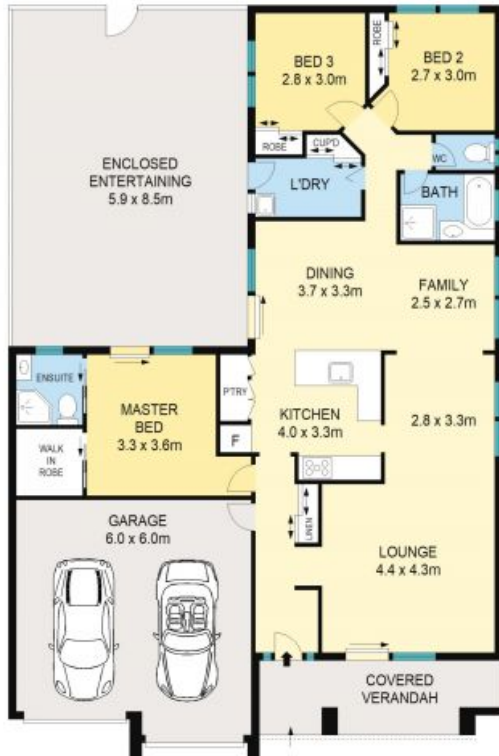 BED 3
2.8 x 3.0m
ROBE
BED 2
2.7 x 3.0m
ROBE
CUP'D
WC
ENCLOSED
ENTERTAINING
5.9 x 8.5m
L'DRY
BATH
DINING
3.7 x 3.3m
FAMILY
2.5 x 2.7m
ENSUITE
MASTER
BED
3.3 x 3.6m
P'TRY
KITCHEN
4.0 x 3.3m
2.8 x 3.3m
F
WALK
IN
ROBE
GARAGE
6.0 x 6.0m
LINEN
LOUNGE
4.4 x 4.3m
COVERED
VERANDAH